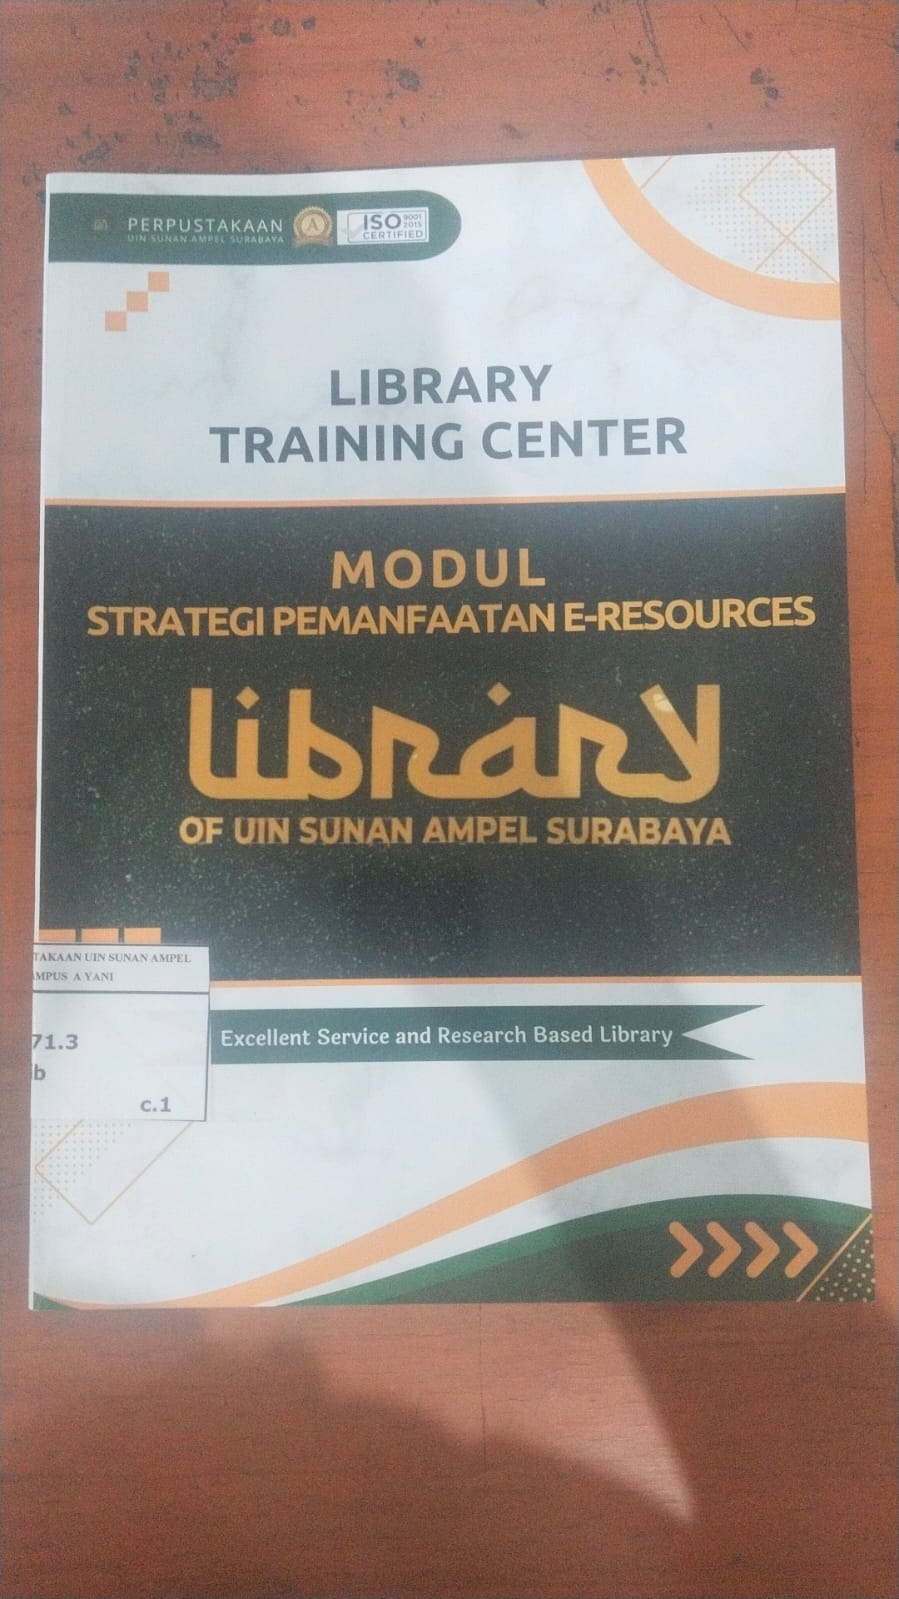 PERPUSTAKAAN
UIN SUNAN AMPEL SURABAYA
A
ISO 9001 2015
CERTIFIED
LIBRARY
TRAINING CENTER
MODUL
STRATEGI PEMANFAATAN E-RESOURCES
Library
OF UIN SUNAN AMPEL SURABAYA
TAKAAN UIN SUNAN AMPEL
MPUS A YANI
71.3
b
c.1
Excellent Service and Research Based Library